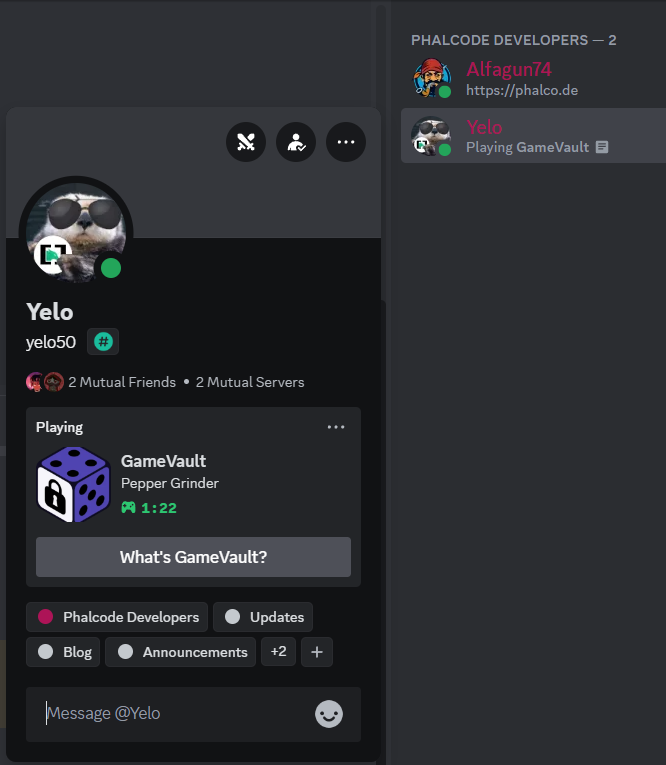 PHALCODE DEVELOPERS — 2
Alfagun74
https://phalco.de
Yelo
Playing GameVault
Yelo
yelo50 #
2 Mutual Friends • 2 Mutual Servers
Playing
GameVault
Pepper Grinder
1:22
What's GameVault?
Phalcode Developers
Updates
Blog
Announcements
+2
+
Message @Yelo